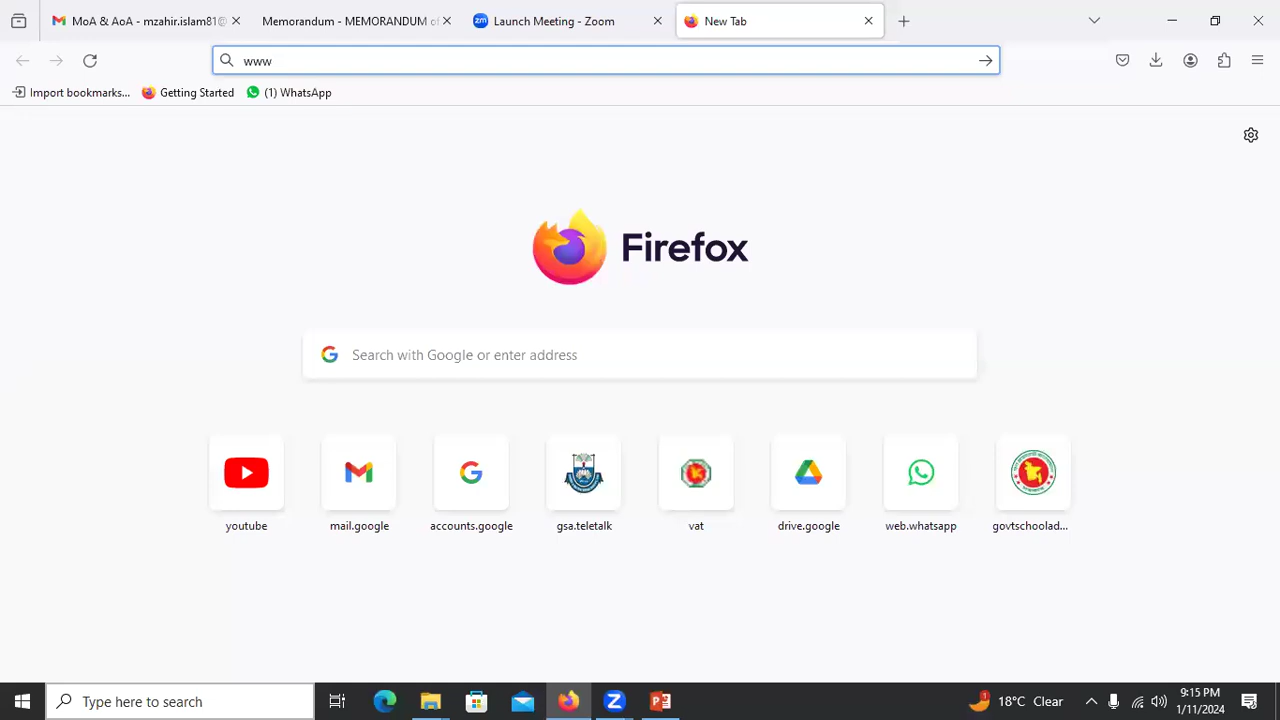 MoA & AoA - mzahir.islam81@
Memorandum - MEMORANDUM of
zm Launch Meeting - Zoom
New Tab
www
Import bookmarks...
Getting Started
(1) WhatsApp
Firefox
Search with Google or enter address
youtube
mail.google
accounts.google
gsa.teletalk
vat
drive.google
web.whatsapp
govtschoolad...
Type here to search
18°C Clear
9:15 PM
1/11/2024